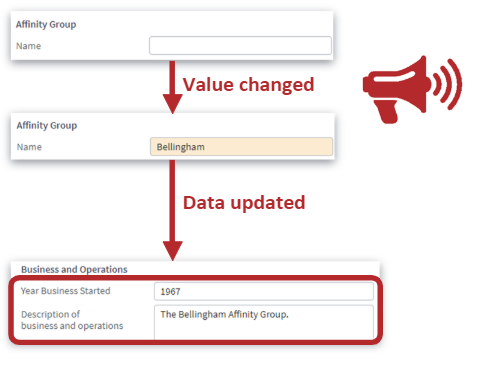 Affinity Group
Name
Value changed
Affinity Group
Name Bellingham
Data updated
Business and Operations
Year Business Started 1967
Description of The Bellingham Affinity Group.
business and operations